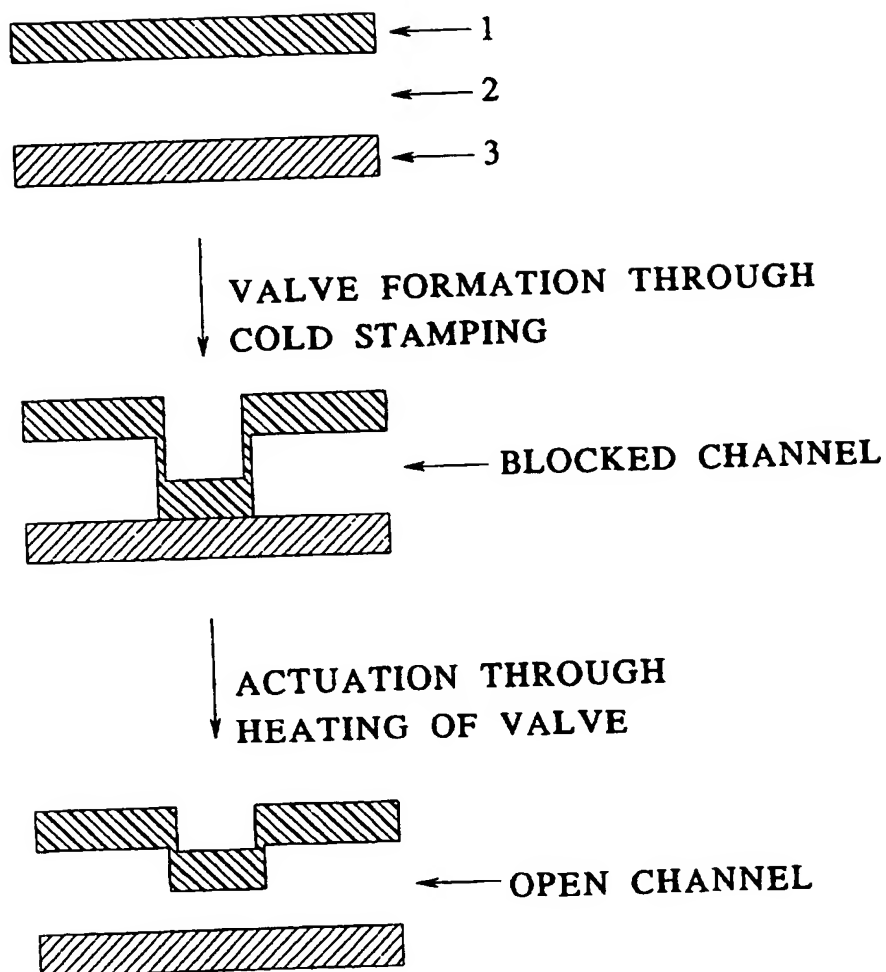 1
2
3
VALVE FORMATION THROUGH
COLD STAMPING
BLOCKED CHANNEL
ACTUATION THROUGH
HEATING OF VALVE
OPEN CHANNEL